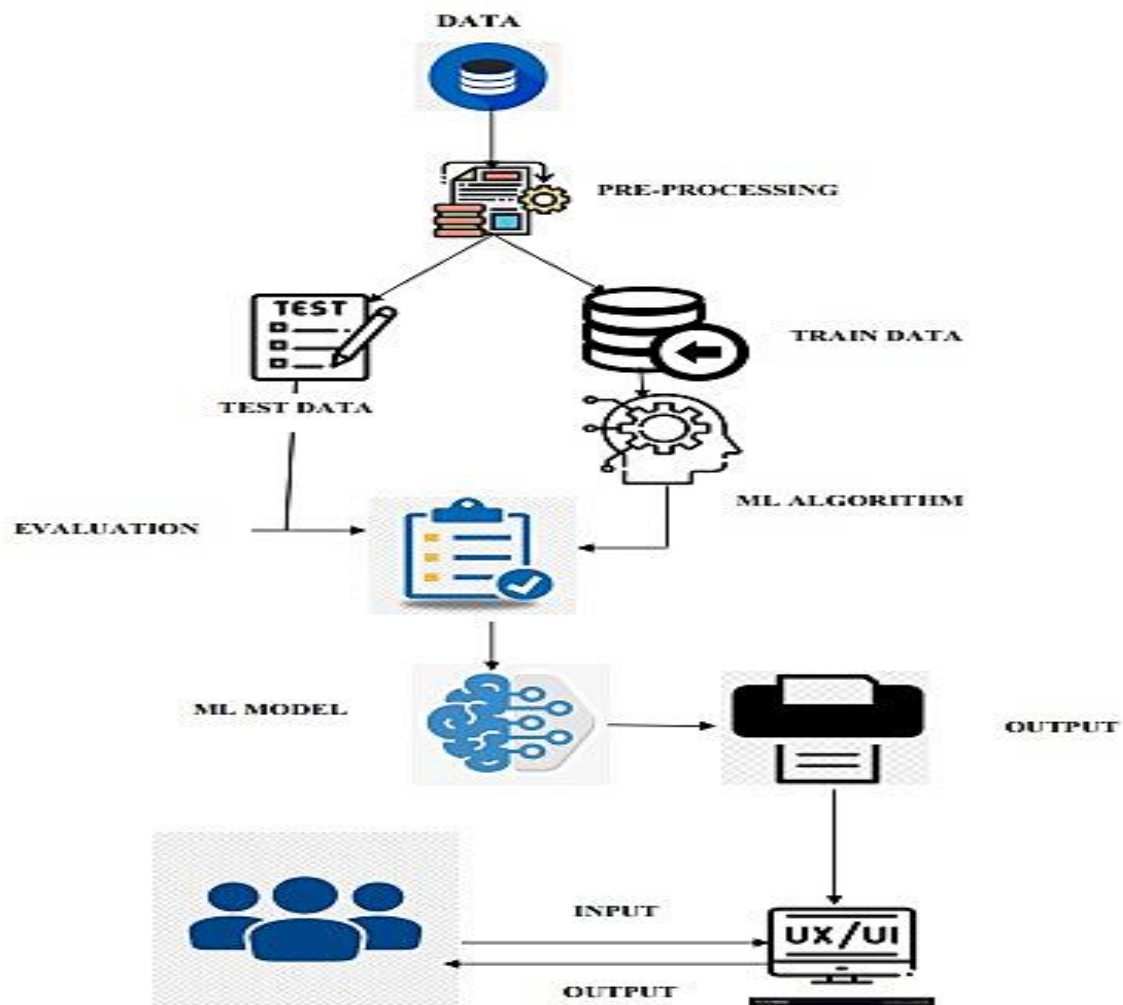 DATA
PRE-PROCESSING
TEST
TRAIN DATA
TEST DATA
ML ALGORITHM
EVALUATION
ML MODEL
OUTPUT
INPUT
UX/UI
OUTPUT